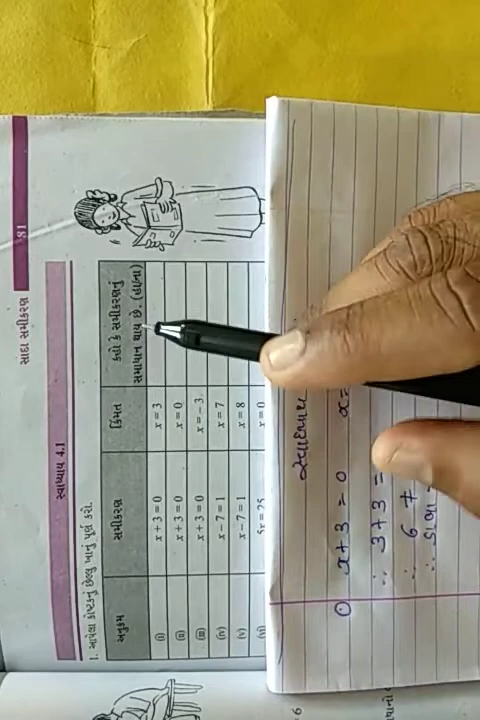 સાદા સમીકરણ 81
સ્વાધ્યાય 4.1
1. આપેલા કોષ્ટકનું છેલ્લું ખાનું પૂર્ણ કરો.
અનુક્રમ સમીકરણ કિંમત કહો કે સમીકરણનું સમાધાન થાય છે. (હા/ના)
(i) x + 3 = 0 x = 3
(ii) x + 3 = 0 x = 0
(iii) x + 3 = 0 x = – 3
(iv) x – 7 = 1 x = 7
(v) x – 7 = 1 x = 8
(vi) 5x = 25 x = 0
સ્વાધ્યાય
① x + 3 = 0 x =
∴ 3 + 3 =
∴ 6 ≠
∴ ડાબા